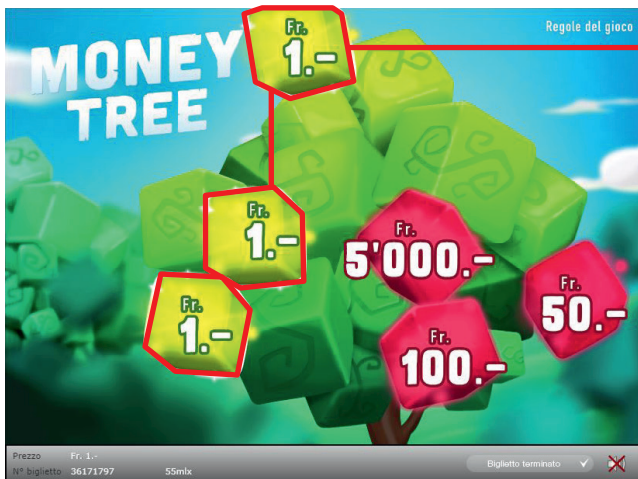 Regole del gioco
MONEY
TREE
Fr.
1.-
Fr.
1.-
Fr.
1.-
Fr.
5'000.-
Fr.
50.-
Fr.
100.-
Prezzo Fr. 1.-
N° biglietto 36171797 55mlx
Biglietto terminato